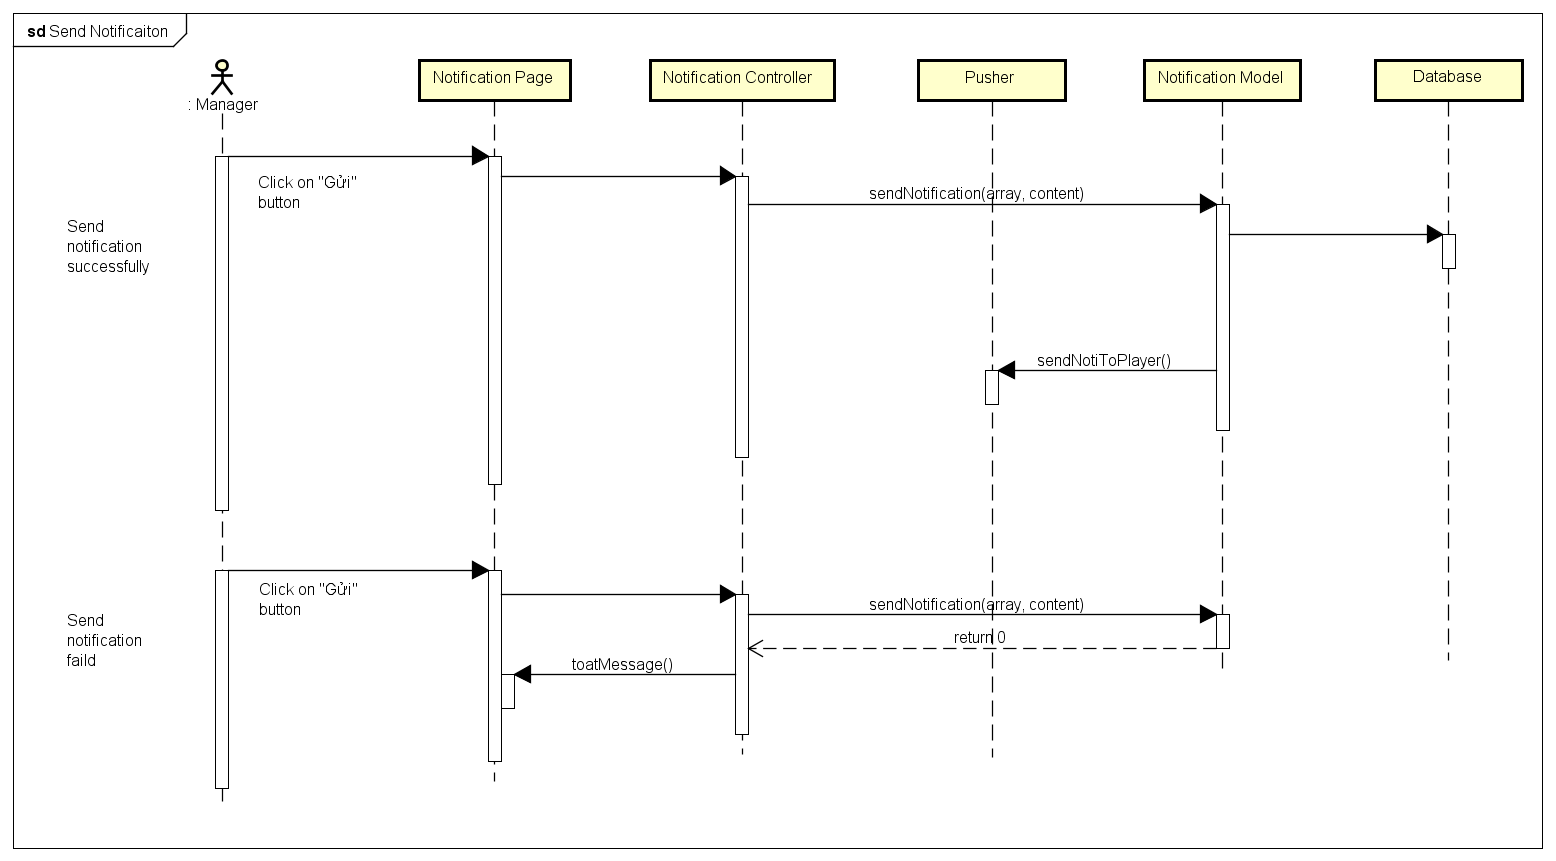 sd Send Notificaiton
: Manager
Notification Page
Notification Controller
Pusher
Notification Model
Database
Click on "Gửi"
button
sendNotification(array, content)
Send
notification
successfully
sendNotiToPlayer()
Click on "Gửi"
button
sendNotification(array, content)
Send
notification
faild
return 0
toatMessage()